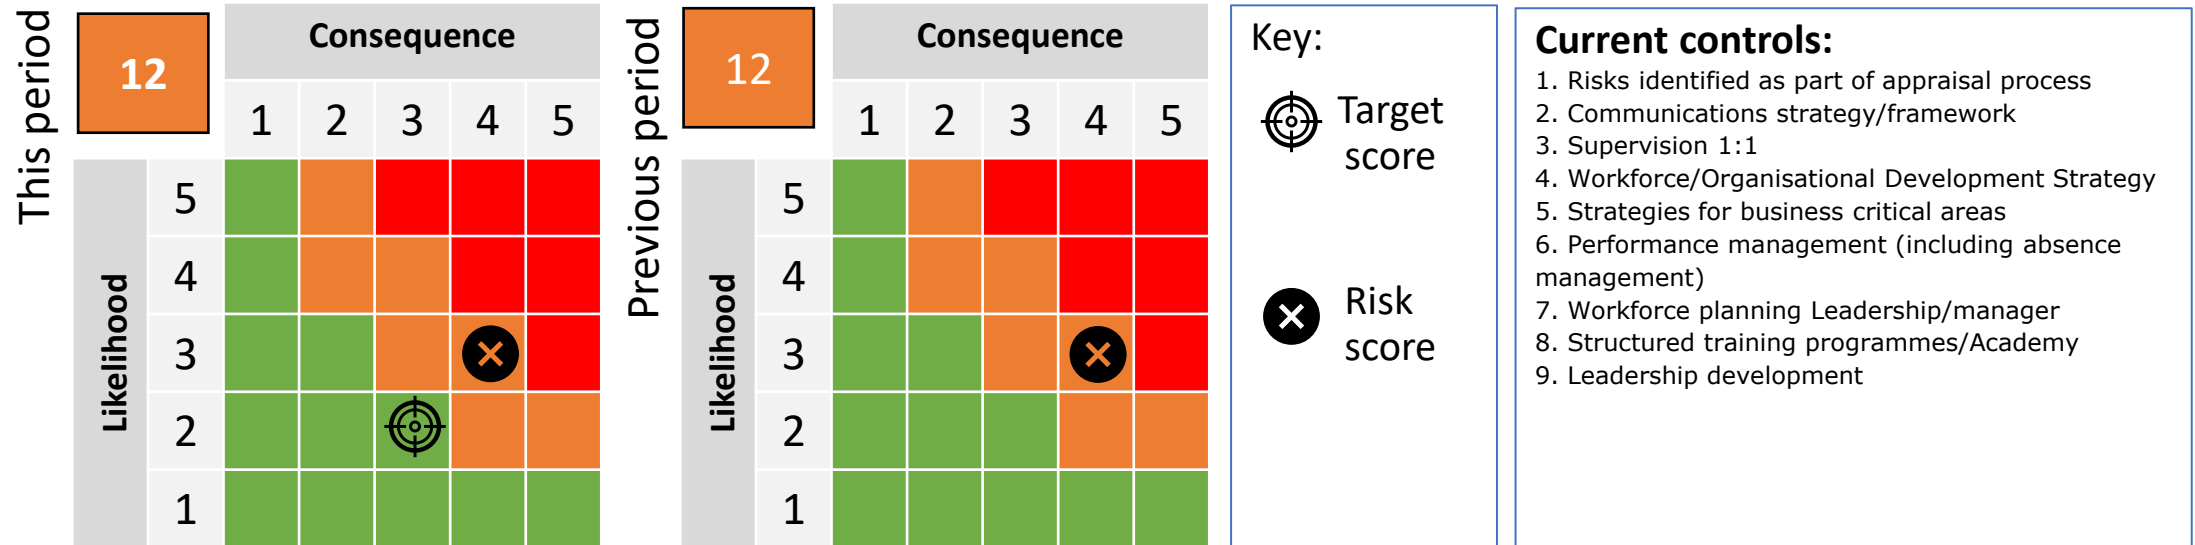 This period
12
Consequence
1 2 3 4 5
Likelihood
5
4
3
2
1
Previous period
12
Consequence
1 2 3 4 5
Likelihood
5
4
3
2
1
Key:
Target
score
Risk
score
Current controls:
1. Risks identified as part of appraisal process
2. Communications strategy/framework
3. Supervision 1:1
4. Workforce/Organisational Development Strategy
5. Strategies for business critical areas
6. Performance management (including absence
management)
7. Workforce planning Leadership/manager
8. Structured training programmes/Academy
9. Leadership development